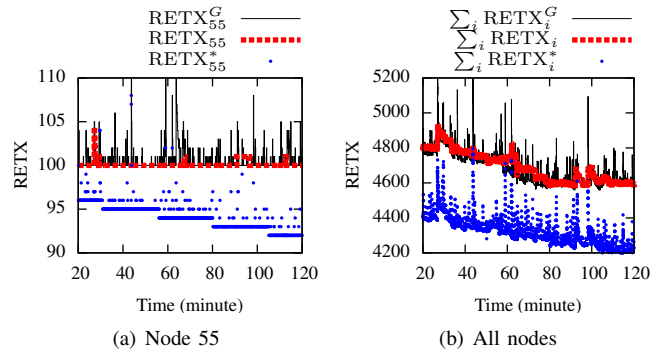 RETX^G_55
RETX_55
RETX^*_55
110
105
100
95
90
RETX
20 40 60 80 100 120
Time (minute)
(a) Node 55
∑_i RETX^G_i
∑_i RETX_i
∑_i RETX^*_i
5200
5000
4800
4600
4400
4200
RETX
20 40 60 80 100 120
Time (minute)
(b) All nodes